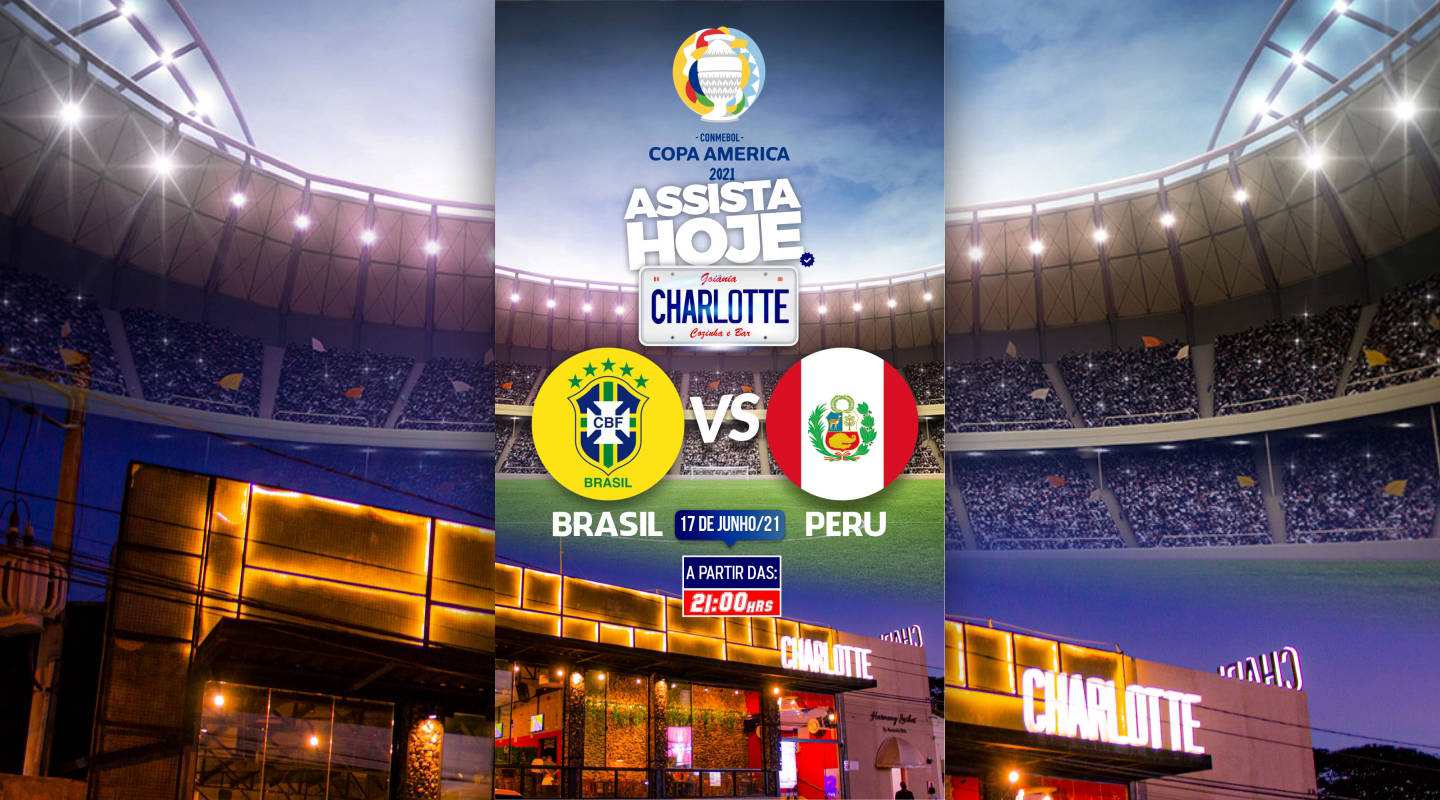 - CONMEBOL -
COPA AMERICA
2021
ASSISTA
HOJE
Goiânia
CHARLOTTE
Cozinha e Bar
CBF
BRASIL
VS
BRASIL
17 DE JUNHO/21
PERU
A PARTIR DAS:
21:00HRS
CHARLOTTE
CHARLOTTE